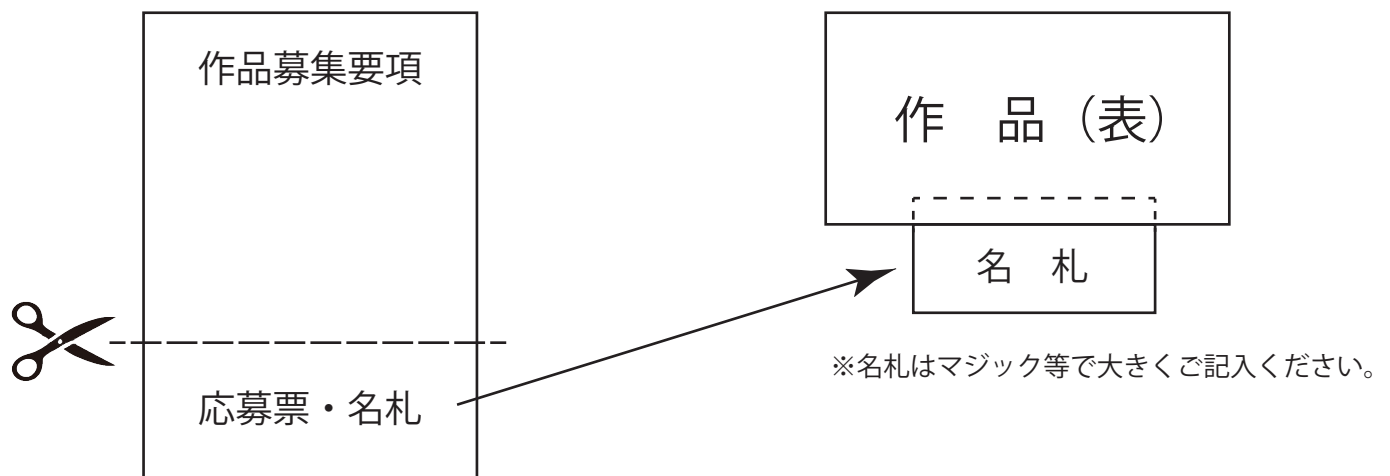 作品募集要項
応募票・名札
作　品（表）
名　札
※名札はマジック等で大きくご記入ください。